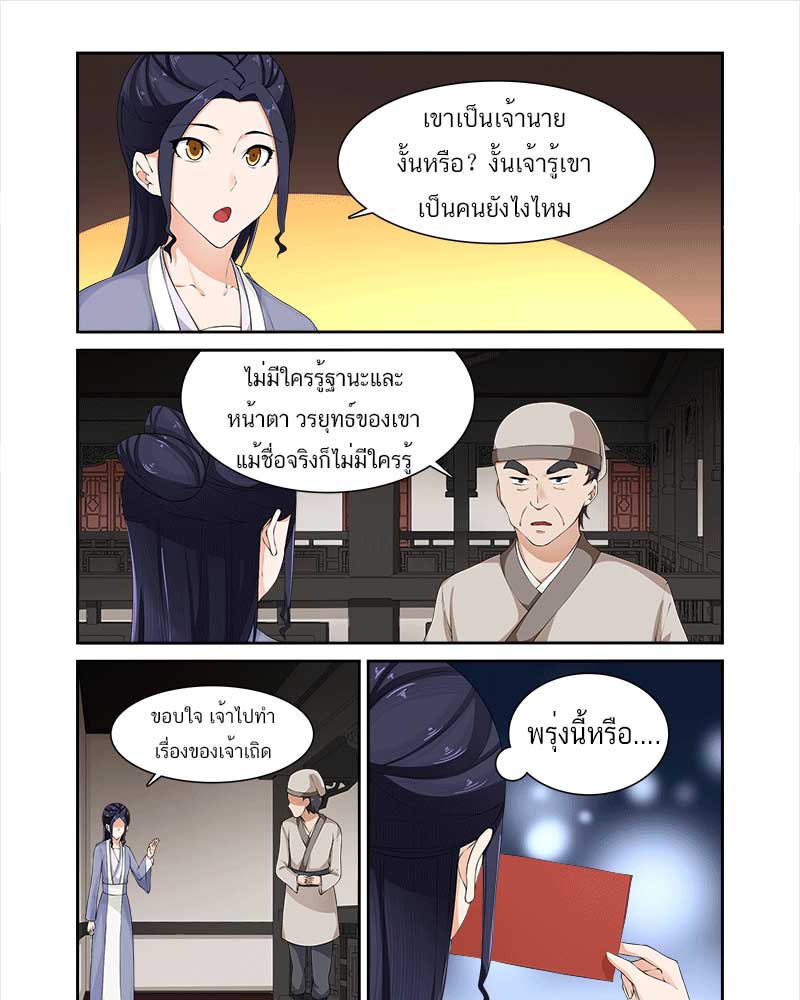 เขาเป็นเจ้านาย
งั้นหรือ? งั้นเจ้ารู้เขา
เป็นคนยังไงไหม
ไม่มีใครรู้ฐานะและ
หน้าตา วรยุทธ์ของเขา
แม้ชื่อจริงก็ไม่มีใครรู้
ขอบใจ เจ้าไปทำ
เรื่องของเจ้าเถิด
พรุ่งนี้หรือ....